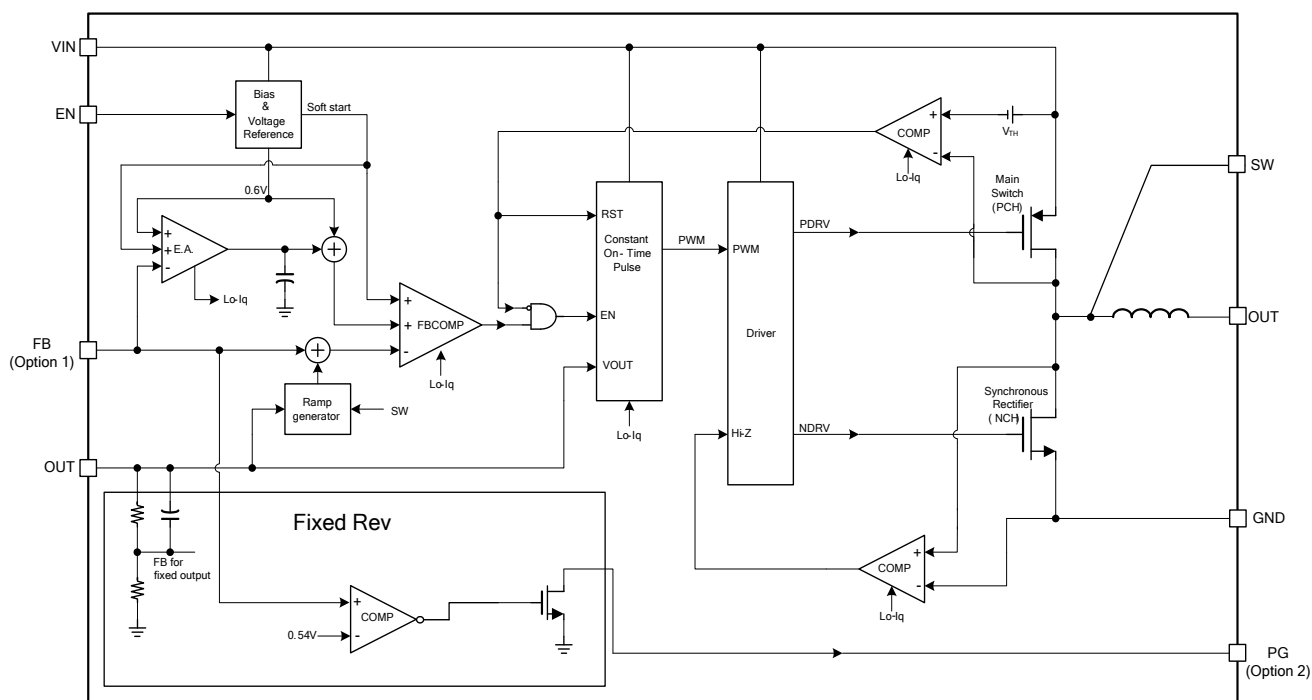 VIN
EN
Bias
&
Voltage
Reference
Soft start
0.6V
+
+
E.A.
-
+
Lo-Iq
FB
(Option 1)
+
+
+
FBCOMP
-
Lo-Iq
Ramp
generator
SW
OUT
RST
Constant
On- Time
Pulse
EN
VOUT
Lo-Iq
PWM
PWM
Driver
Hi-Z
PDRV
NDRV
+
COMP
-
VTH
Lo-Iq
Main
Switch
(PCH)
SW
OUT
Synchronous
Rectifier
( NCH)
GND
+
COMP
-
Lo-Iq
Fixed Rev
FB for
fixed output
+
COMP
-
0.54V
PG
(Option 2)